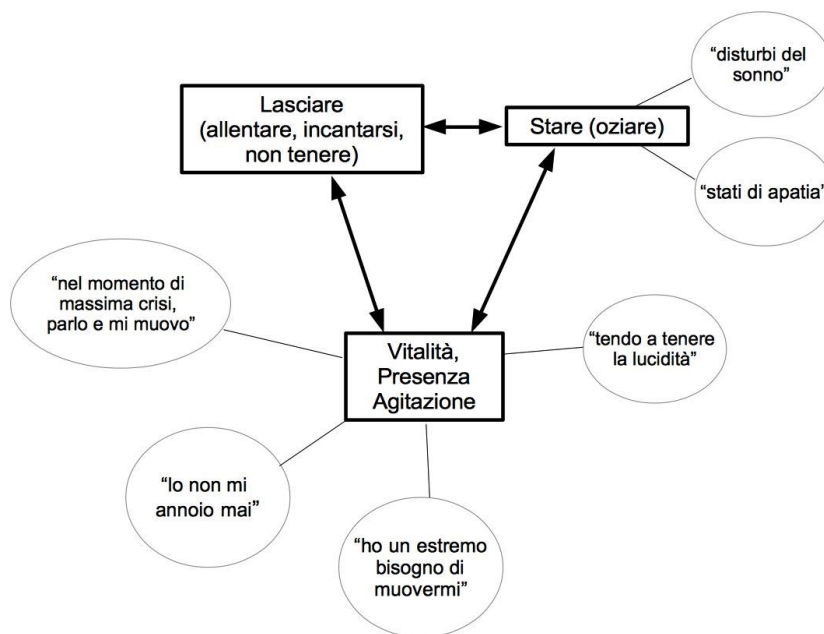 “disturbi del
sonno”
Lasciare
(allentare, incantarsi,
non tenere)
Stare (oziare)
“stati di apatia”
“nel momento di
massima crisi,
parlo e mi muovo”
“tendo a tenere
la lucidità”
Vitalità,
Presenza
Agitazione
“Io non mi
annoio mai”
“ho un estremo
bisogno di
muovermi”